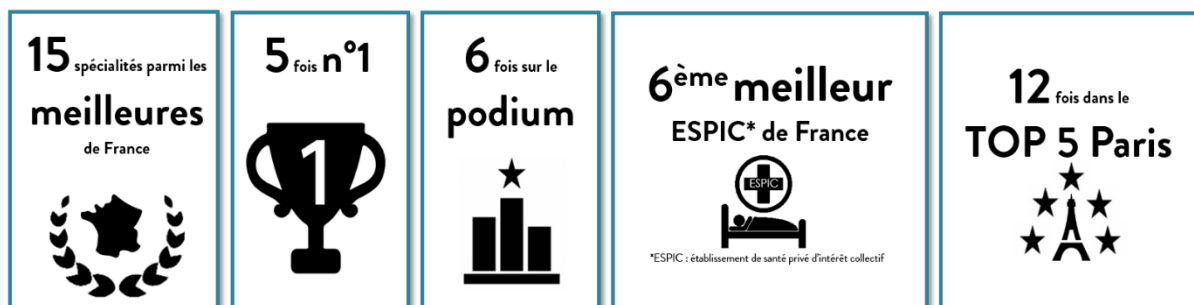 15 spécialités parmi les
meilleures
de France
5 fois n°1
1
6 fois sur le
podium
6ème meilleur
ESPIC* de France
ESPIC
*ESPIC : établissement de santé privé d'intérêt collectif
12 fois dans le
TOP 5 Paris